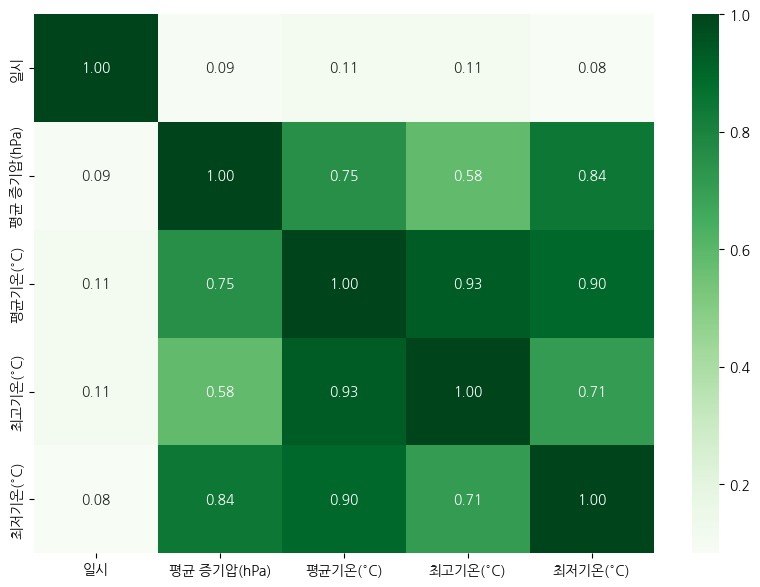 일시 1.00 0.09 0.11 0.11 0.08
평균 증기압(hPa) 0.09 1.00 0.75 0.58 0.84
평균기온(°C) 0.11 0.75 1.00 0.93 0.90
최고기온(°C) 0.11 0.58 0.93 1.00 0.71
최저기온(°C) 0.08 0.84 0.90 0.71 1.00
일시 평균 증기압(hPa) 평균기온(°C) 최고기온(°C) 최저기온(°C)
1.0
0.8
0.6
0.4
0.2